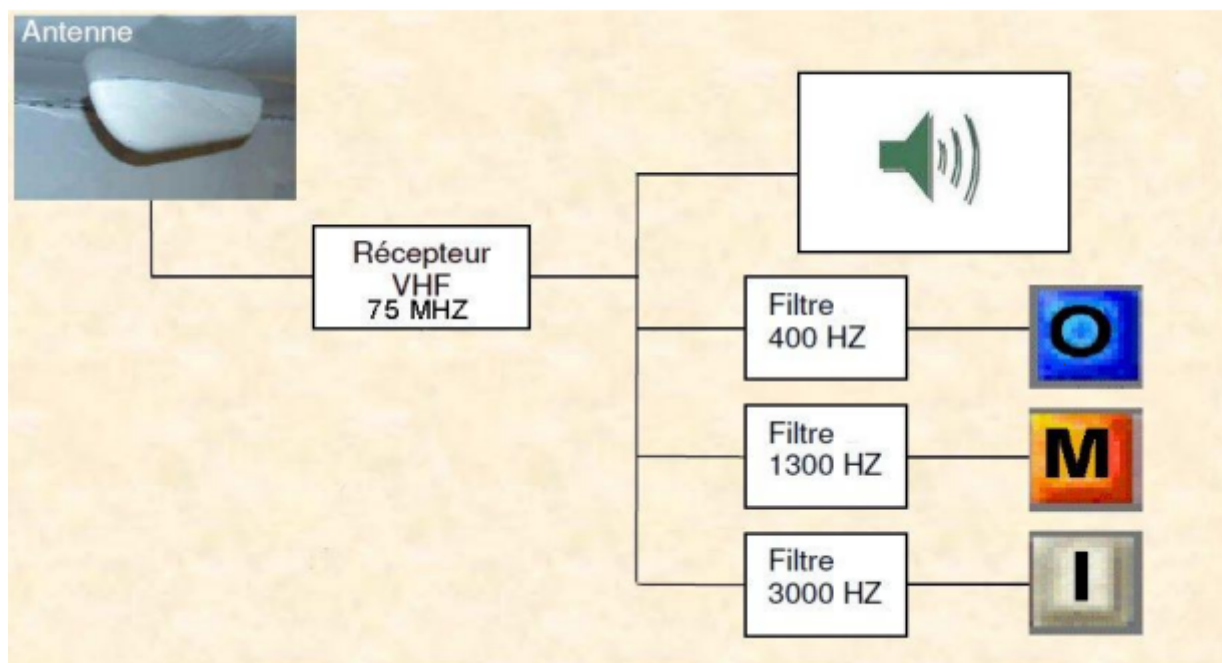 Antenne
Récepteur
VHF
75 MHZ
Filtre
400 HZ
O
Filtre
1300 HZ
M
Filtre
3000 HZ
I